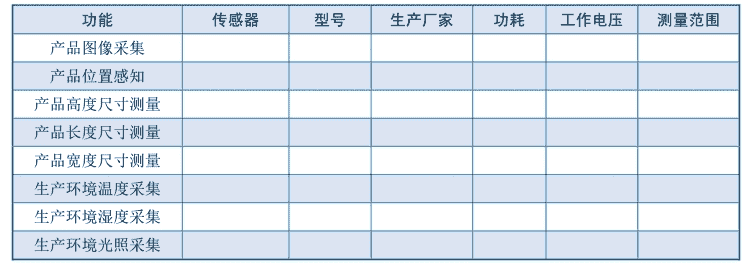 功能 传感器 型号 生产厂家 功耗 工作电压 测量范围
产品图像采集
产品位置感知
产品高度尺寸测量
产品长度尺寸测量
产品宽度尺寸测量
生产环境温度采集
生产环境湿度采集
生产环境光照采集